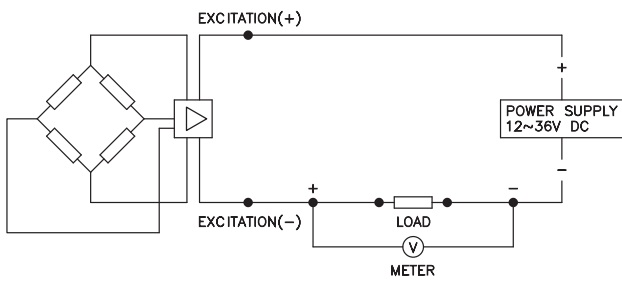 EXCITATION(+)
+
POWER SUPPLY
12~36V DC
-
+
-
EXCITATION(-)
LOAD
V
METER